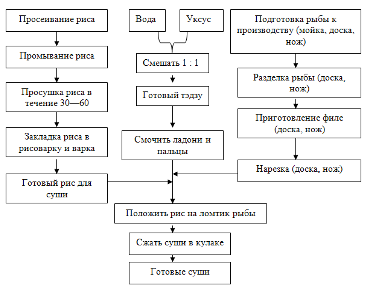 Просеивание риса
Промывание риса
Просушка риса в
течение 30—60
Закладка риса в
рисоварку и варка
Готовый рис для
суши
Вода
Уксус
Смешать 1 : 1
Готовый тэдзу
Смочить ладони и
пальцы
Подготовка рыбы к
производству (мойка, доска,
нож)
Разделка рыбы (доска,
нож)
Приготовление филе
(доска, нож)
Нарезка (доска, нож)
Положить рис на ломтик рыбы
Сжать суши в кулаке
Готовые суши